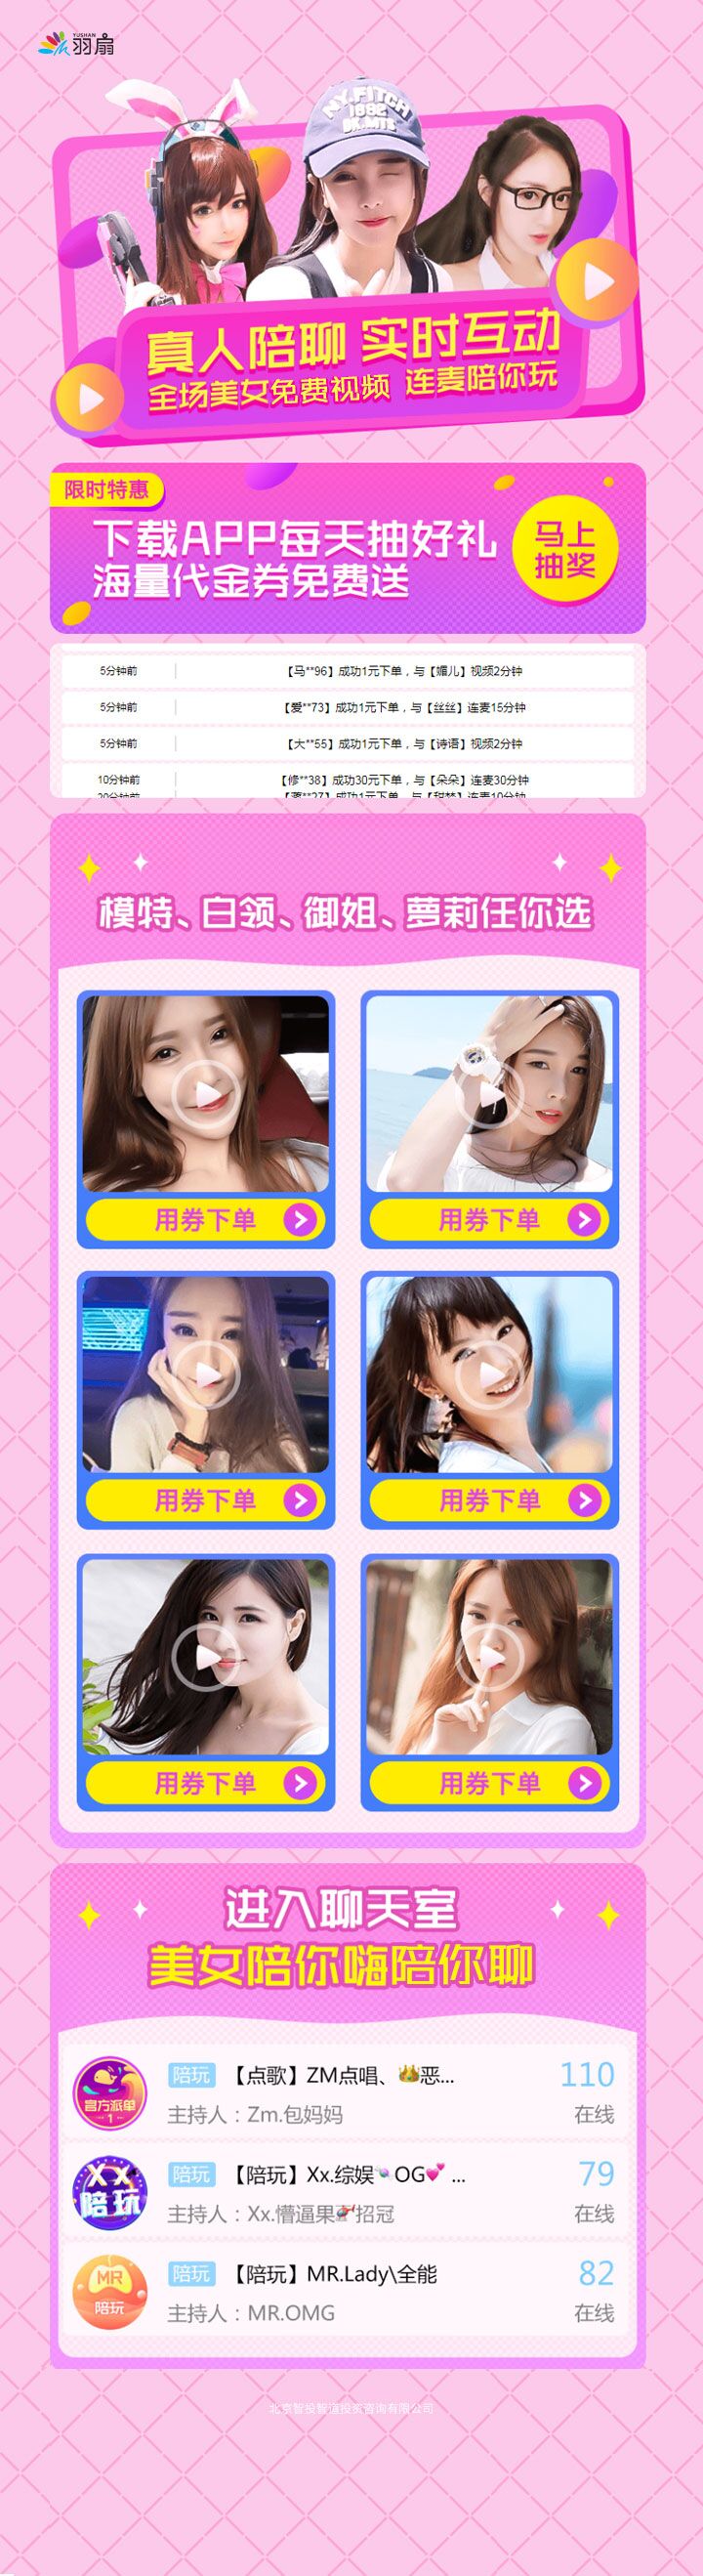 YUSHAN
羽扇
NY.FITCH
1892
真人陪聊 实时互动
全场美女免费视频 连麦陪你玩
限时特惠
下载APP每天抽好礼
海量代金券免费送
马上
抽奖
5分钟前 【马**96】成功1元下单，与【媚儿】视频2分钟
5分钟前 【爱**73】成功1元下单，与【丝丝】连麦15分钟
5分钟前 【大**55】成功1元下单，与【诗语】视频2分钟
10分钟前 【修**38】成功30元下单，与【朵朵】连麦30分钟
模特、白领、御姐、萝莉任你选
用券下单
用券下单
用券下单
用券下单
用券下单
用券下单
进入聊天室
美女陪你嗨陪你聊
官方派单
1
陪玩 【点歌】ZM点唱、👑恶... 110
主持人：Zm.包妈妈 在线
Xx
陪玩
陪玩 【陪玩】Xx.综娱🍬OG💕 ... 79
主持人：Xx.懵逼果🚁招冠 在线
MR
陪玩
陪玩 【陪玩】MR.Lady\全能 82
主持人：MR.OMG 在线
北京智投智道投资咨询有限公司